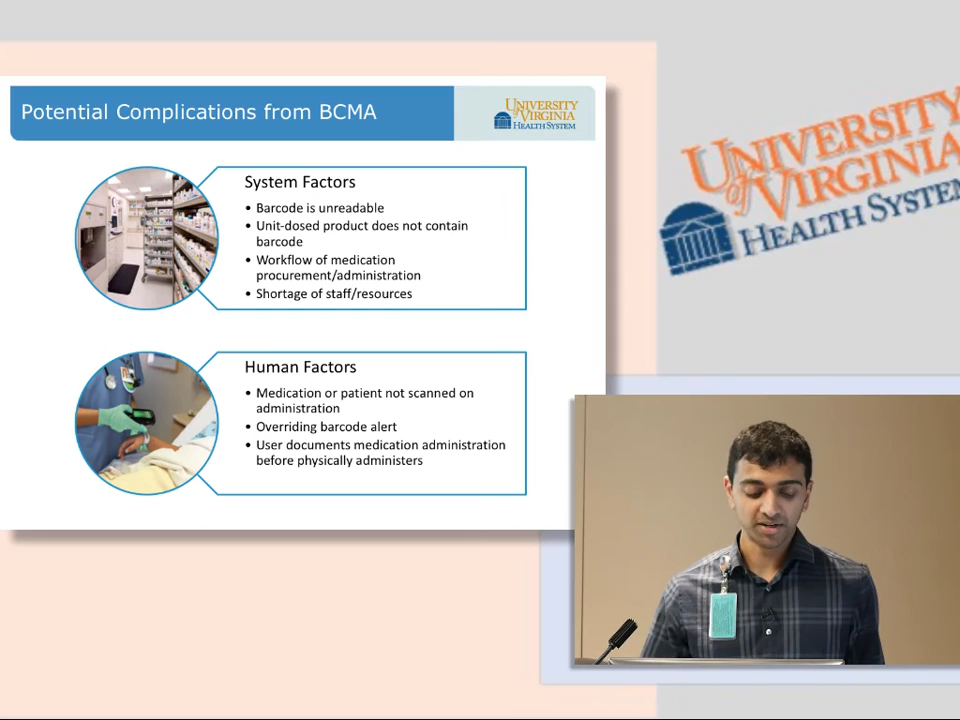 Potential Complications from BCMA
UNIVERSITY
of VIRGINIA
HEALTH SYSTEM
System Factors
• Barcode is unreadable
• Unit-dosed product does not contain
barcode
• Workflow of medication
procurement/administration
• Shortage of staff/resources
Human Factors
• Medication or patient not scanned on
administration
• Overriding barcode alert
• User documents medication administration
before physically administers
UNIVERSITY
of VIRGINIA
HEALTH SYSTEM